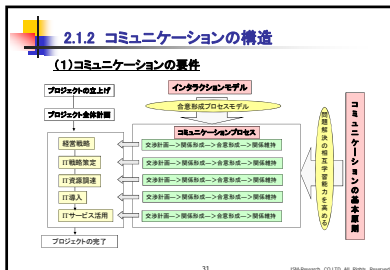 2.1.2 コミュニケーションの構造
(1)コミュニケーションの要件
プロジェクトの立上げ
プロジェクト全体計画
経営戦略
IT戦略策定
IT資源調達
IT導入
ITサービス活用
プロジェクトの完了
インタラクションモデル
合意形成プロセスモデル
コミュニケーションプロセス
交渉計画―>関係形成―>合意形成―>関係維持
交渉計画―>関係形成―>合意形成―>関係維持
交渉計画―>関係形成―>合意形成―>関係維持
交渉計画―>関係形成―>合意形成―>関係維持
交渉計画―>関係形成―>合意形成―>関係維持
問題解決の相互学習能力を高める
コミュニケーションの基本原則
31
CO.LTD. All Rights Reserved